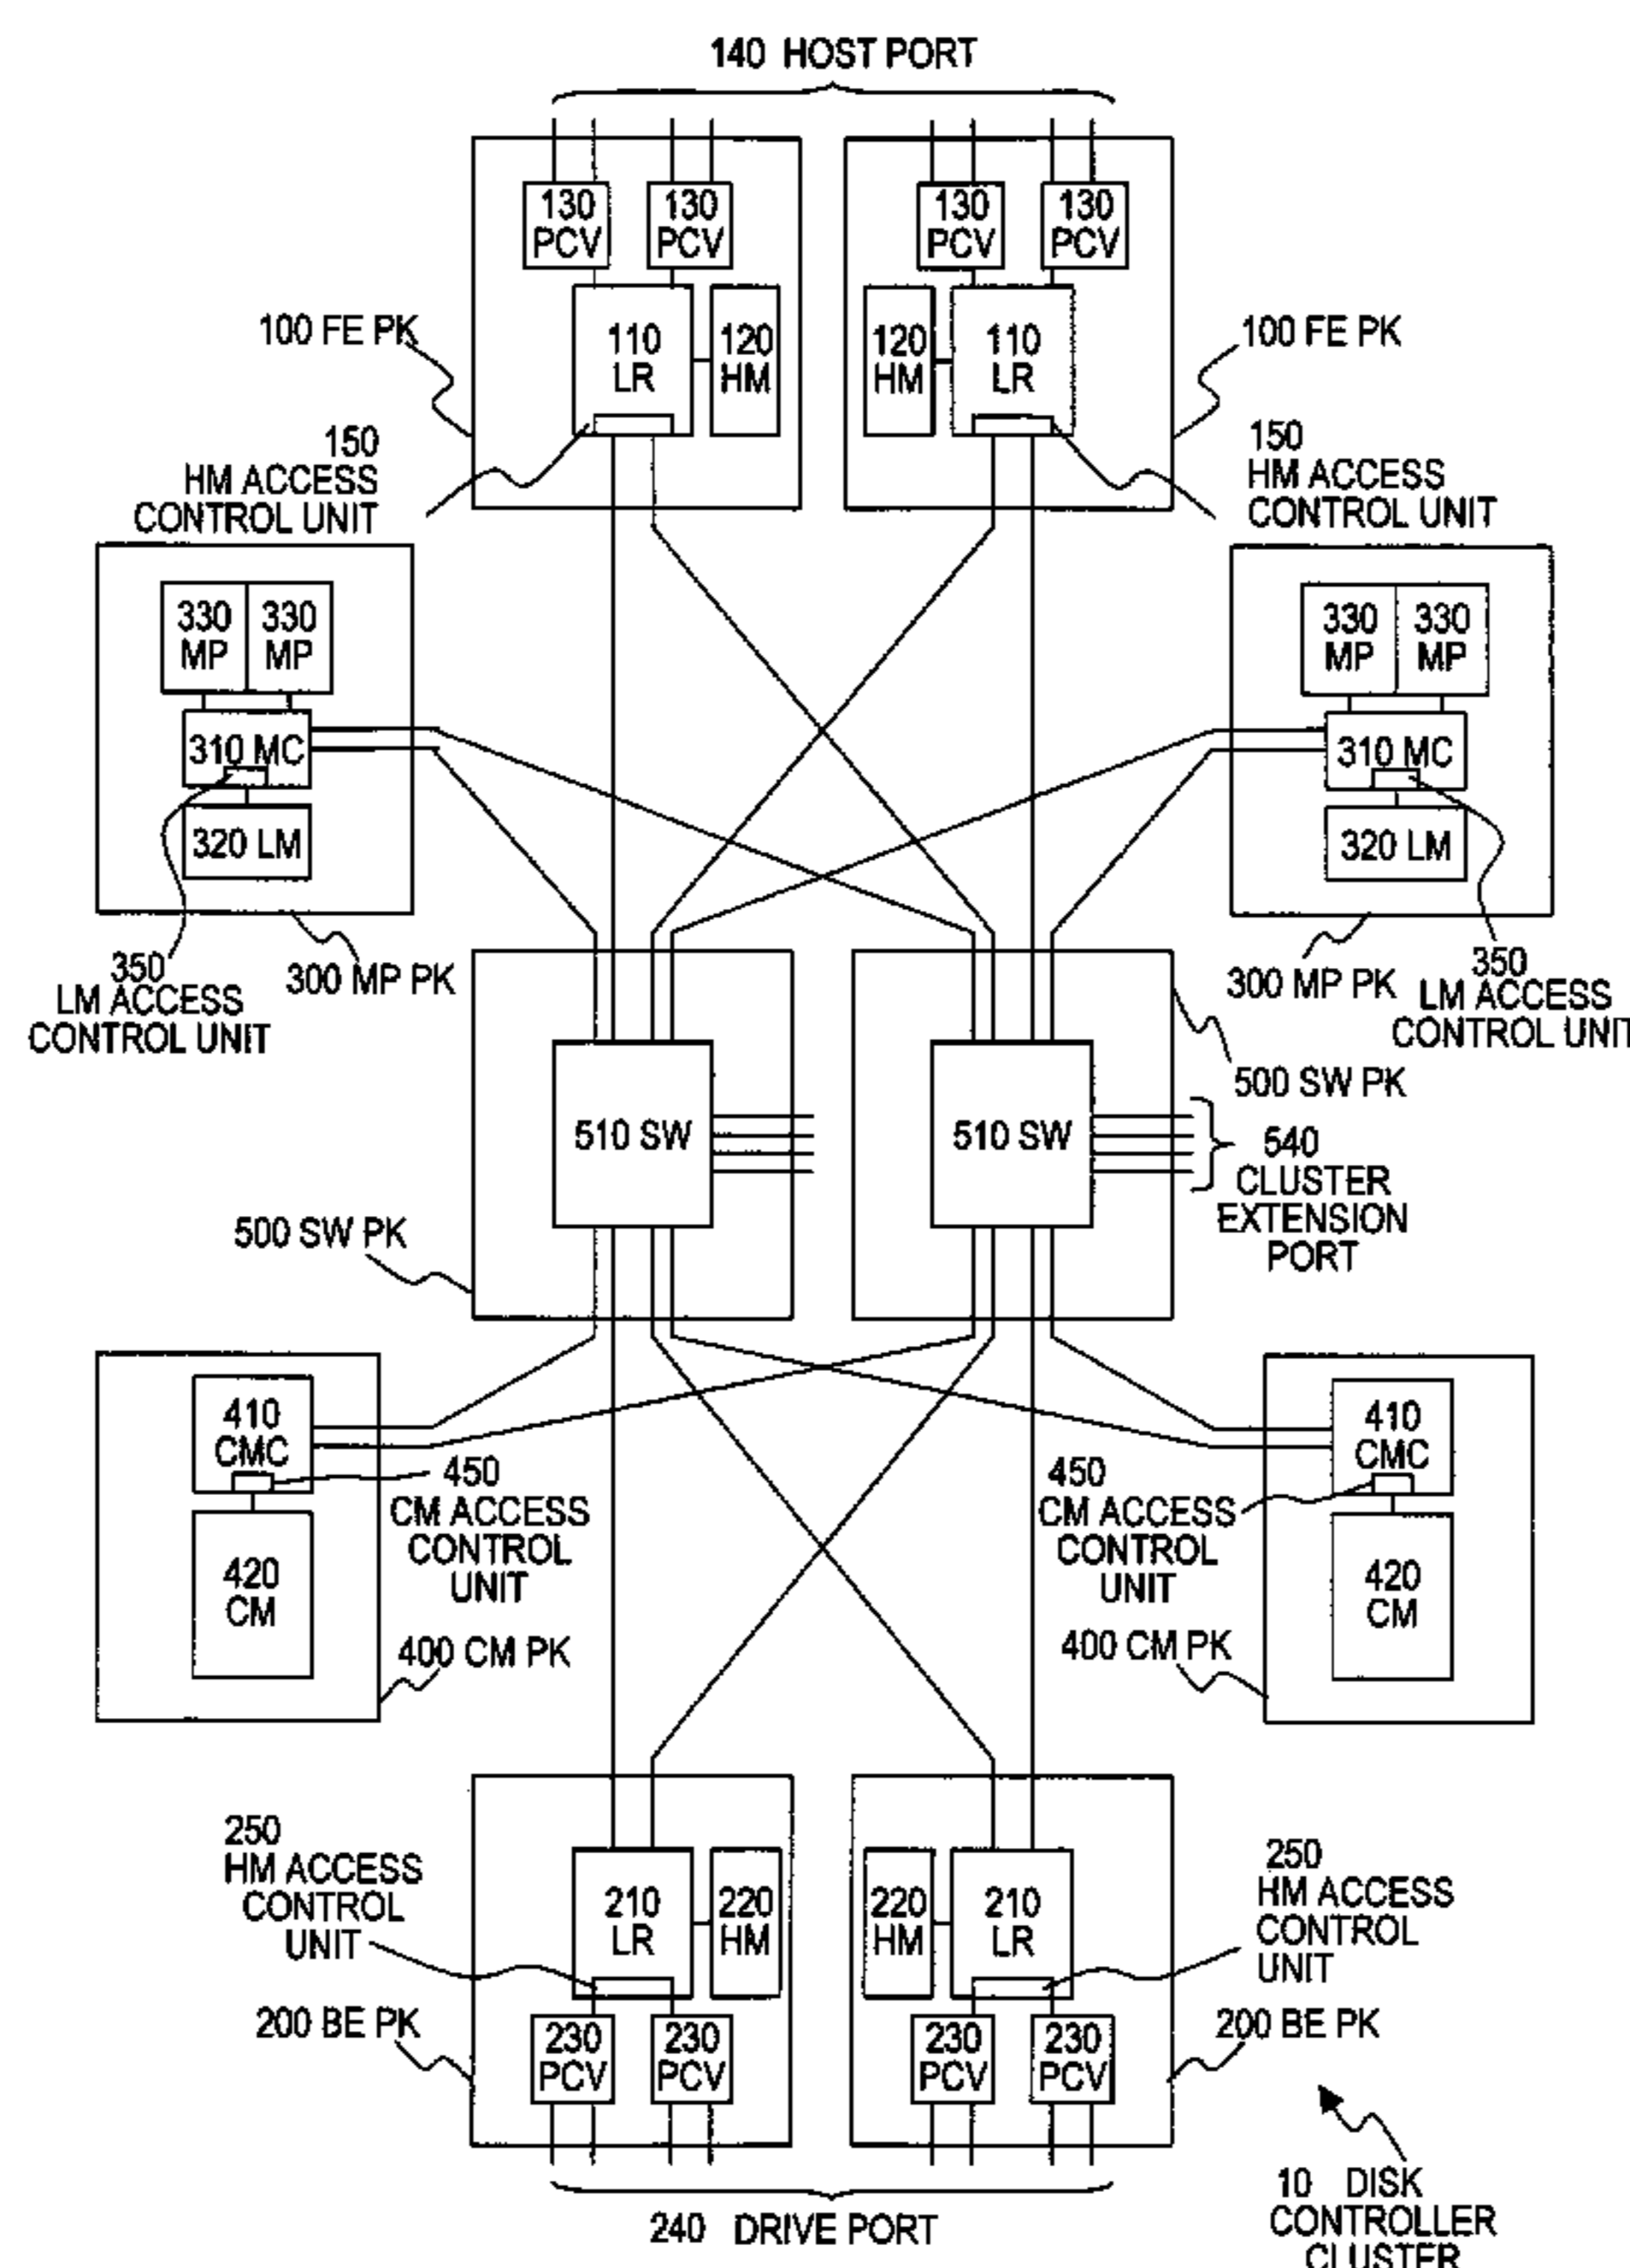 140 HOST PORT
130 PCV
130 PCV
130 PCV
130 PCV
100 FE PK
110 LR
120 HM
120 HM
110 LR
100 FE PK
150
HM ACCESS
CONTROL UNIT
150
HM ACCESS
CONTROL UNIT
330 MP
330 MP
330 MP
330 MP
310 MC
310 MC
320 LM
320 LM
350
LM ACCESS
CONTROL UNIT
300 MP PK
300 MP PK
350
LM ACCESS
CONTROL UNIT
500 SW PK
510 SW
510 SW
540
CLUSTER
EXTENSION
PORT
500 SW PK
410
CMC
410
CMC
450
CM ACCESS
CONTROL
UNIT
450
CM ACCESS
CONTROL
UNIT
420
CM
420
CM
400 CM PK
400 CM PK
250
HM ACCESS
CONTROL
UNIT
210
LR
220
HM
220
HM
210
LR
250
HM ACCESS
CONTROL
UNIT
200 BE PK
230
PCV
230
PCV
230
PCV
230
PCV
200 BE PK
240 DRIVE PORT
10 DISK
CONTROLLER
CLUSTER